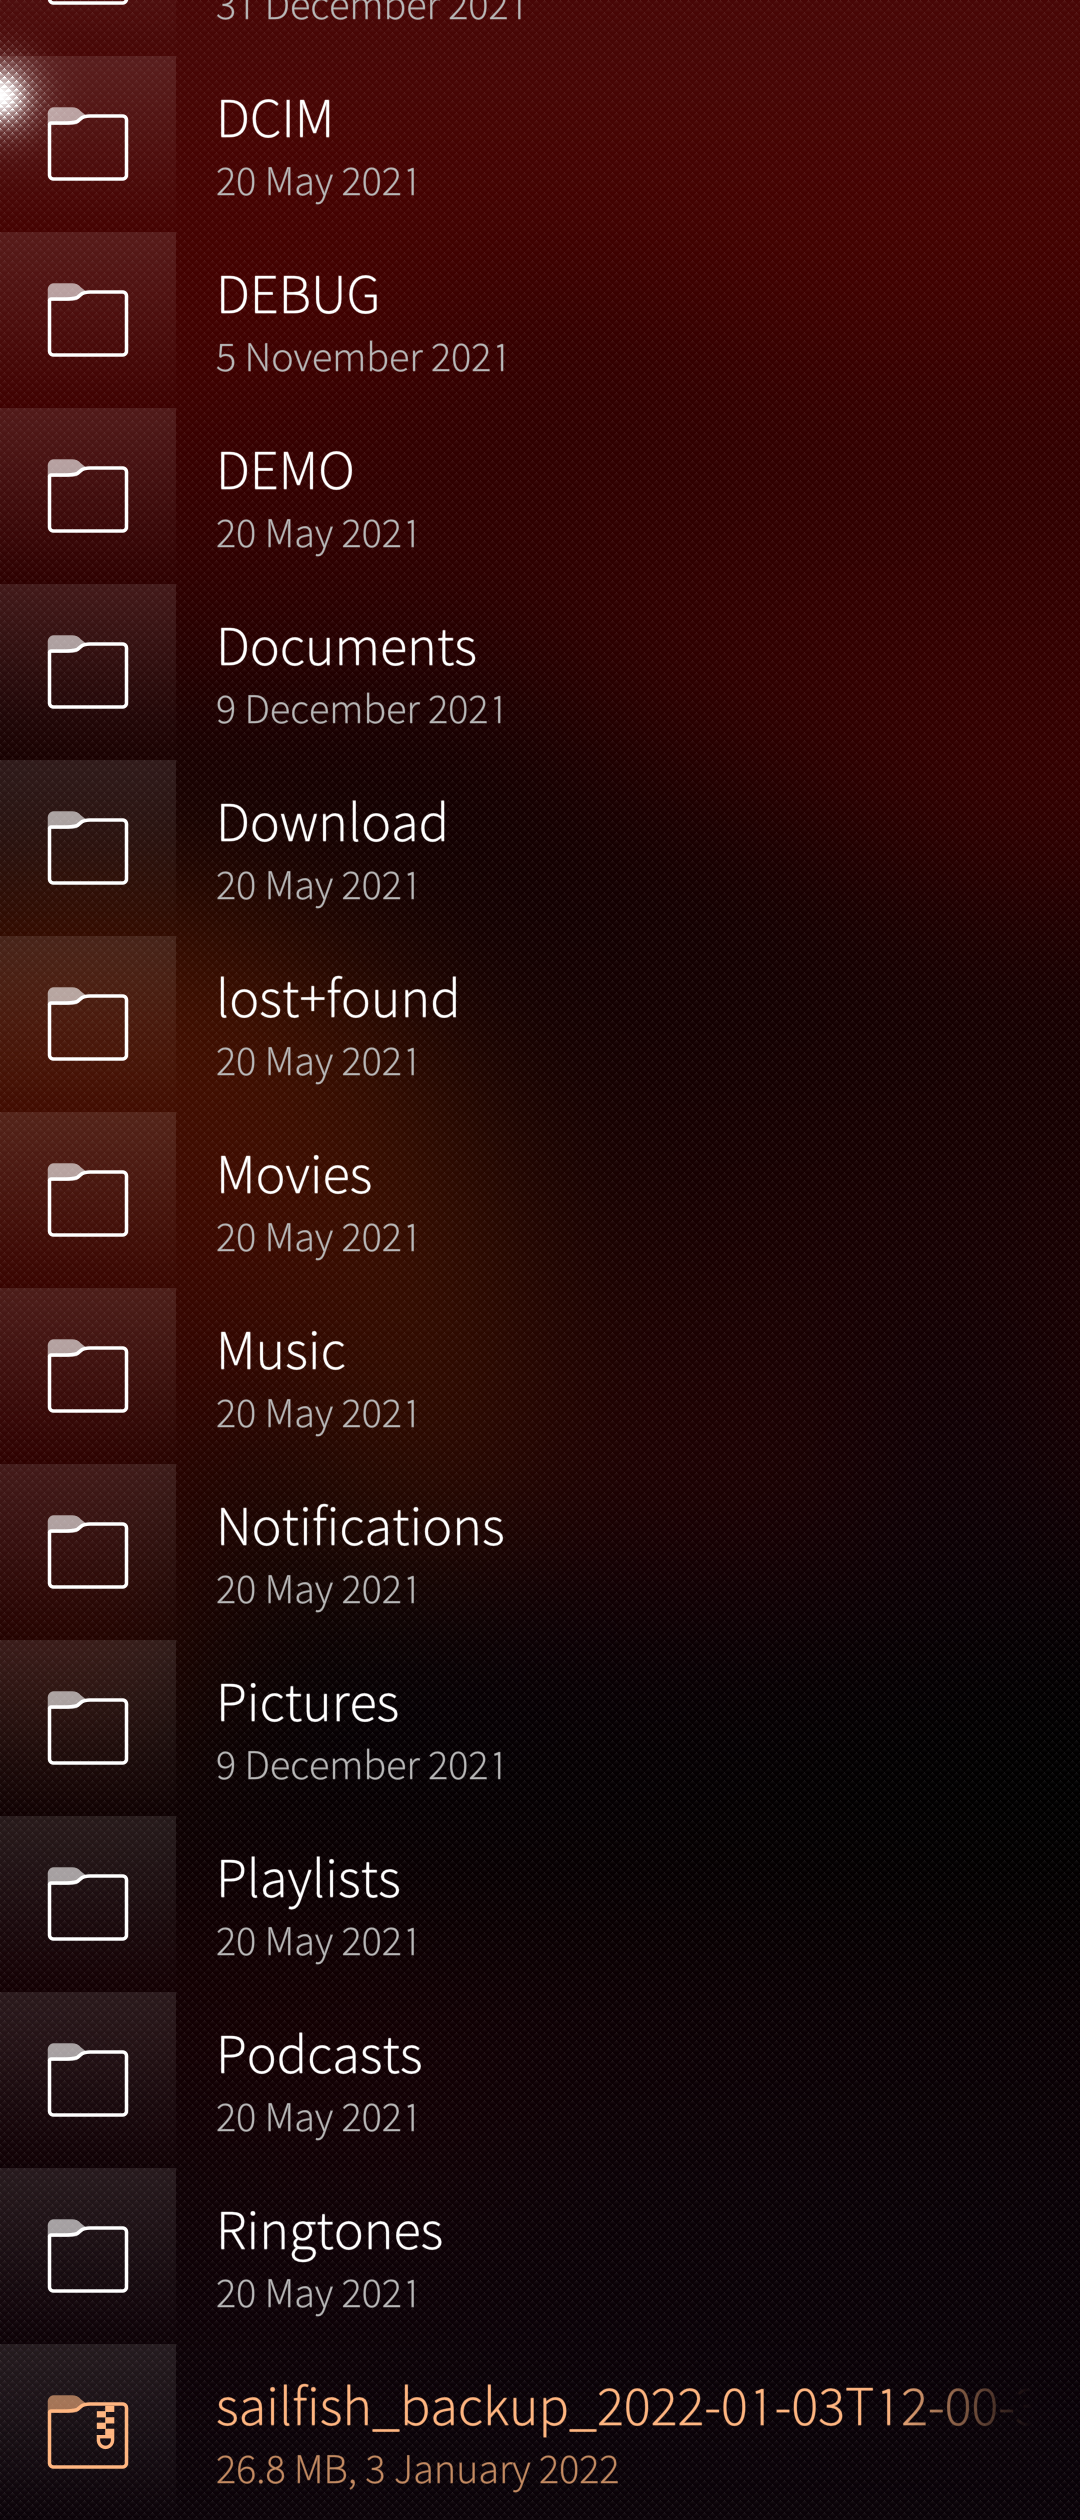 31 December 2021
DCIM
20 May 2021
DEBUG
5 November 2021
DEMO
20 May 2021
Documents
9 December 2021
Download
20 May 2021
lost+found
20 May 2021
Movies
20 May 2021
Music
20 May 2021
Notifications
20 May 2021
Pictures
9 December 2021
Playlists
20 May 2021
Podcasts
20 May 2021
Ringtones
20 May 2021
sailfish_backup_2022-01-03T12-00-
26.8 MB, 3 January 2022